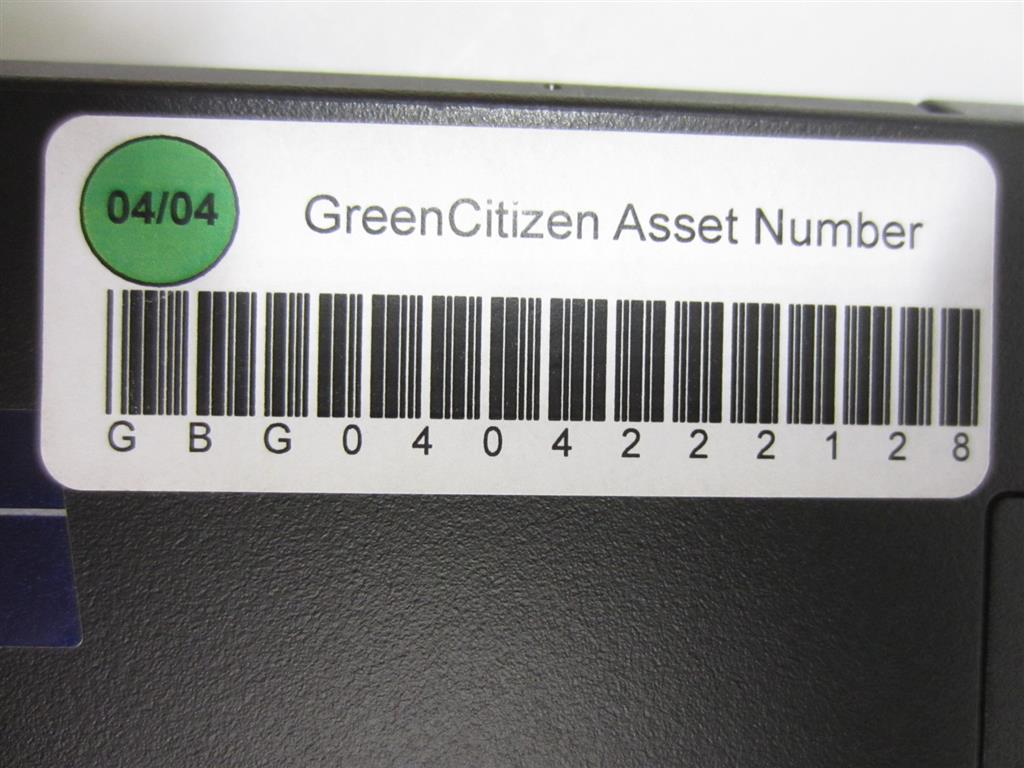 04/04
GreenCitizen Asset Number
G B G 0 4 0 4 2 2 2 1 2 8